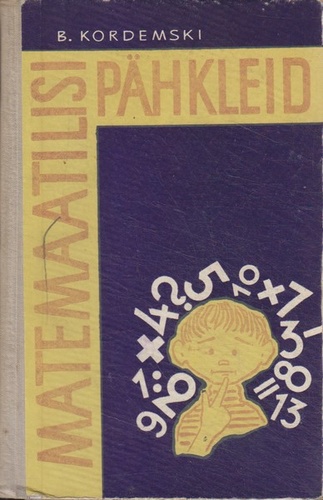 B. KORDEMSKI
MATEMAATILISI
PÄHKLEID